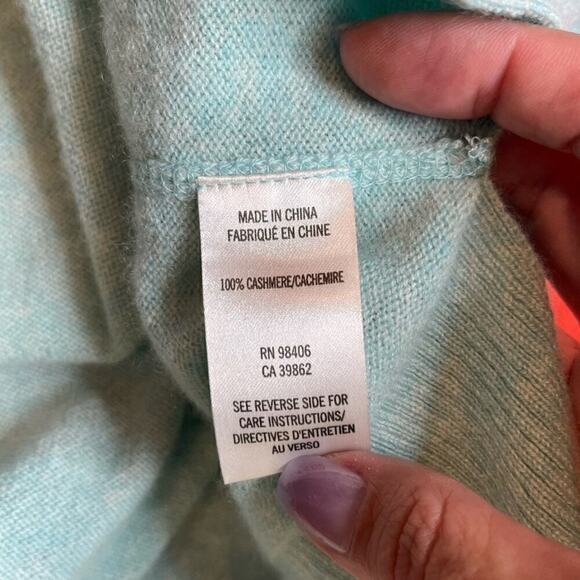 MADE IN CHINA
FABRIQUÉ EN CHINE
100% CASHMERE/CACHEMIRE
RN 98406
CA 39862
SEE REVERSE SIDE FOR
CARE INSTRUCTIONS/
DIRECTIVES D'ENTRETIEN
AU VERSO